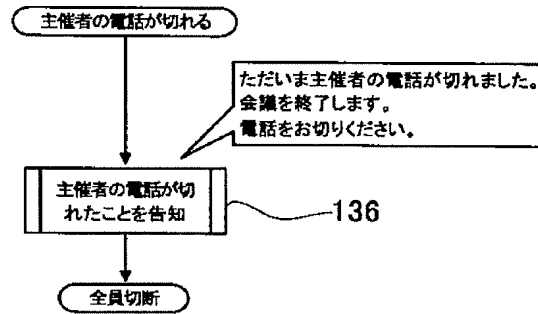 主催者の電話が切れる
ただいま主催者の電話が切れました。
会議を終了します。
電話をお切りください。
主催者の電話が切
れたことを告知
136
全員切断